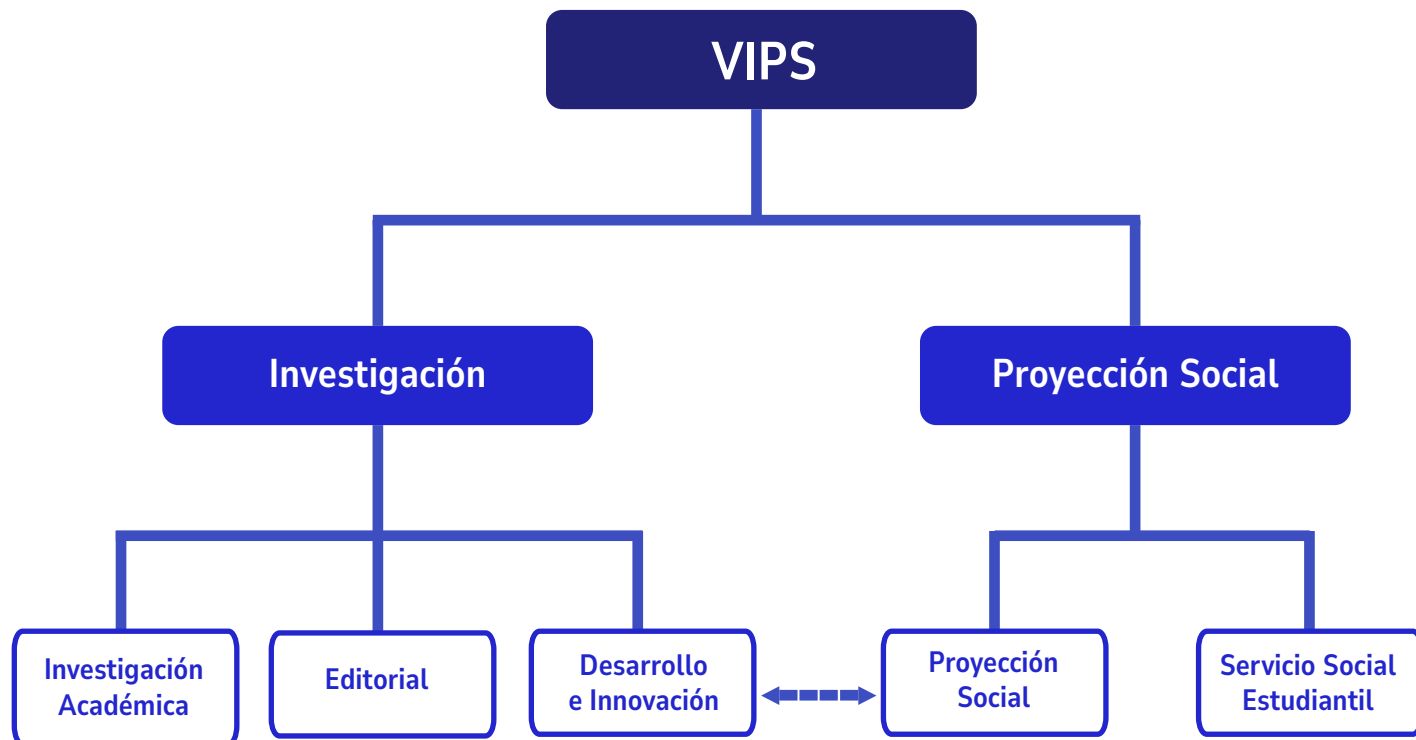 VIPS
Investigación
Proyección Social
Investigación
Académica
Editorial
Desarrollo
e Innovación
Proyección
Social
Servicio Social
Estudiantil